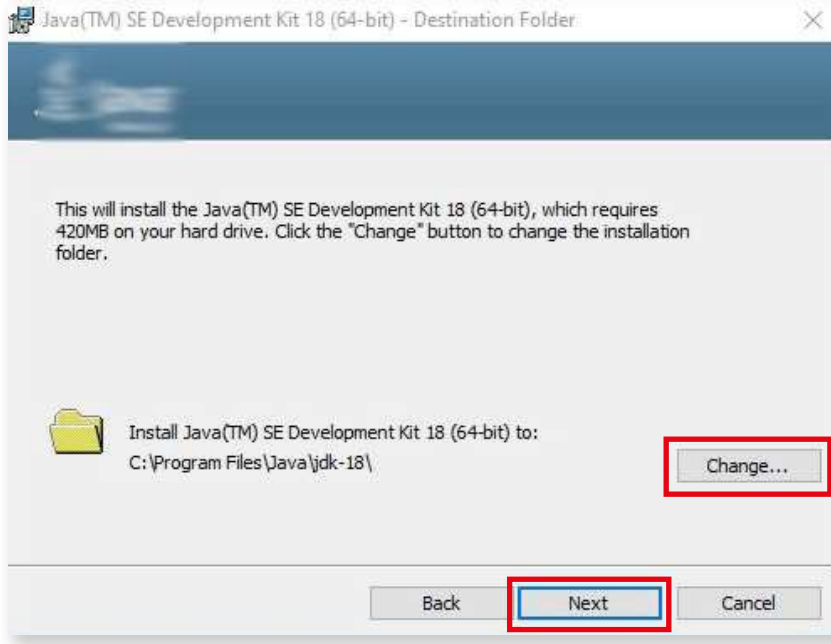 Java(TM) SE Development Kit 18 (64-bit) - Destination Folder
This will install the Java(TM) SE Development Kit 18 (64-bit), which requires
420MB on your hard drive. Click the "Change" button to change the installation
folder.
Install Java(TM) SE Development Kit 18 (64-bit) to:
C:\Program Files\Java\jdk-18\
Change...
Back
Next
Cancel